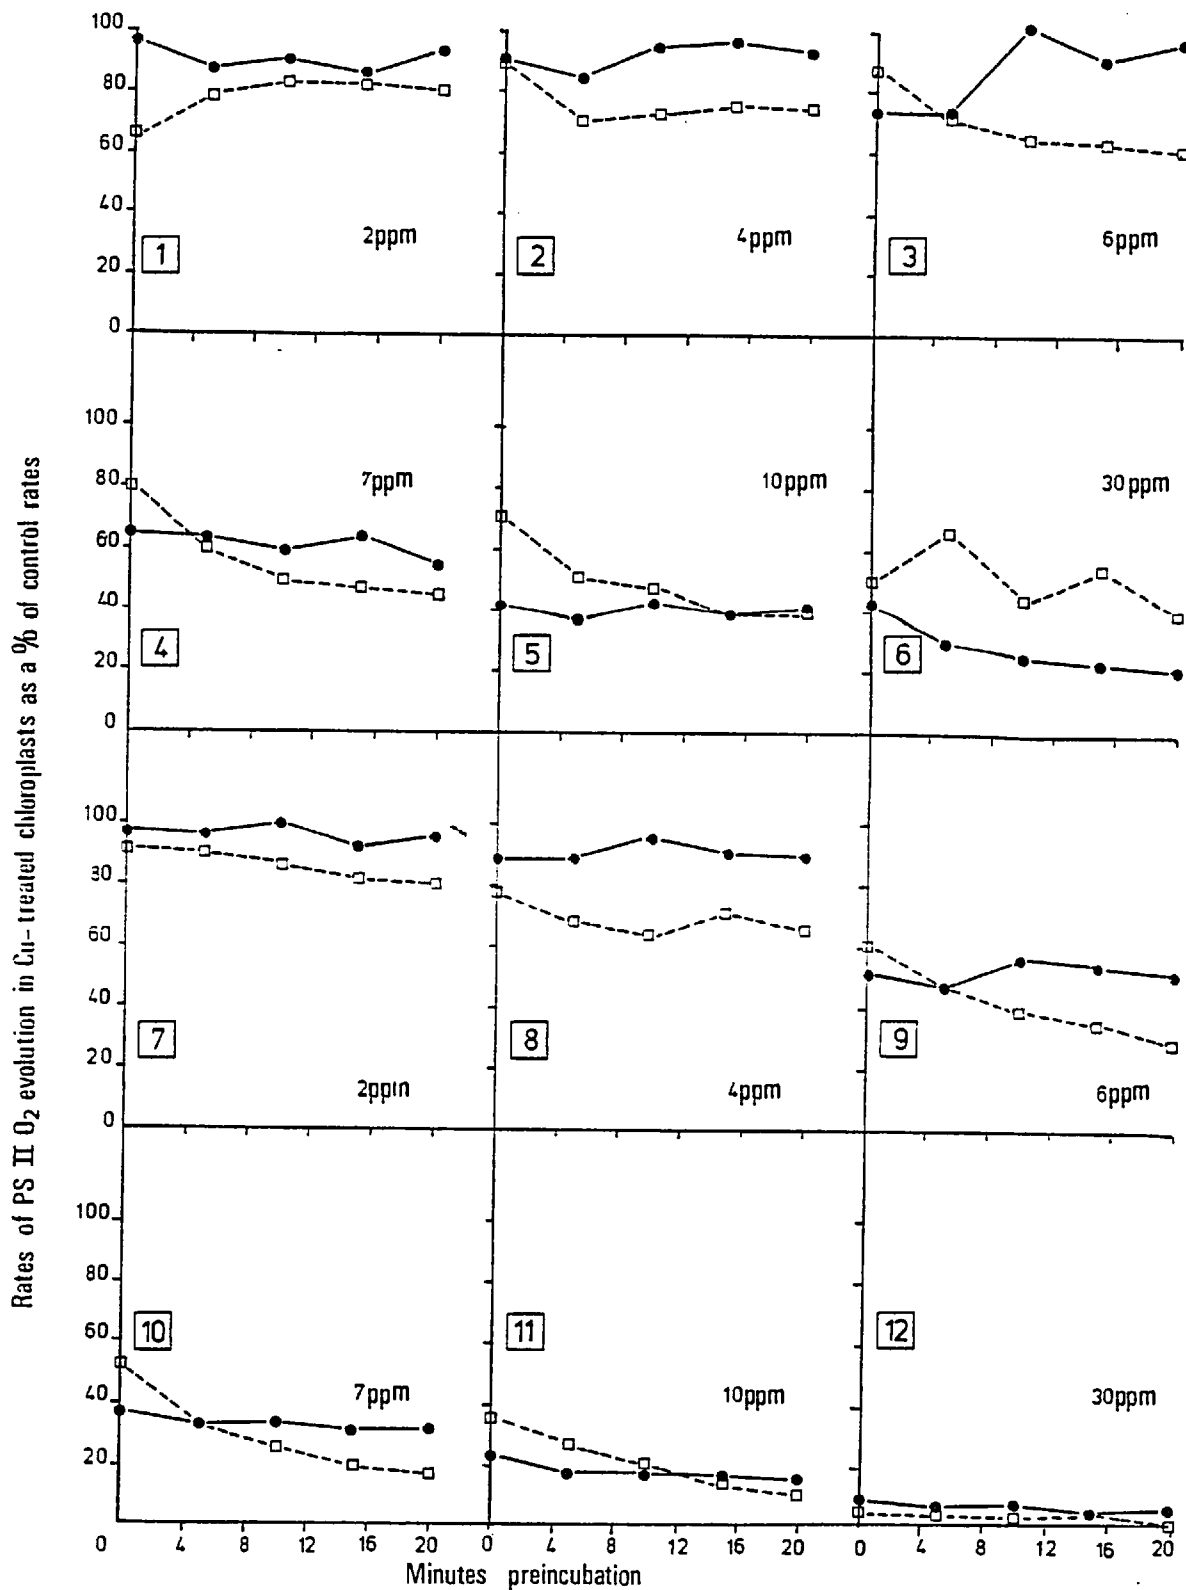 100
80
60
40
20
0
1
2ppm
2
4ppm
3
6ppm
100
80
60
40
20
0
4
7ppm
5
10ppm
6
30ppm
Rates of PS II O2 evolution in Cu-treated chloroplasts as a % of control rates
100
30
60
40
20
0
7
2ppm
8
4ppm
9
6ppm
100
80
60
40
20
10
7ppm
11
10ppm
12
30ppm
0 4 8 12 16 20
0 4 8 12 16 20
0 4 8 12 16 20
Minutes preincubation